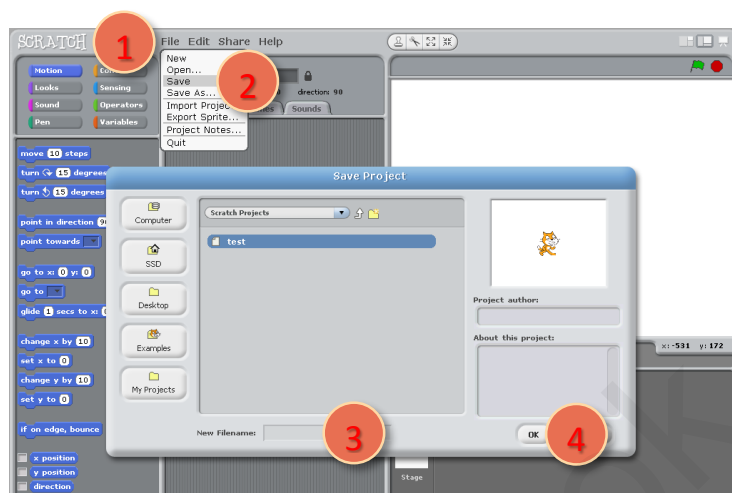 SCRATCH
1
File Edit Share Help
New
Open...
Save
Save As...
Import Projec
Export Sprite...
Project Notes...
Quit
2
direction: 90
Sounds
Motion
Looks
Sensing
Sound
Operators
Pen
Variables
move 10 steps
turn 15 degrees
turn 15 degrees
point in direction 9
point towards
go to x: 0 y: 0
go to
glide 1 secs to x:
change x by 10
set x to 0
change y by 10
set y to 0
if on edge, bounce
x position
y position
direction
Save Project
Computer
SSD
Desktop
Examples
My Projects
Scratch Projects
test
Project author:
About this project:
New Filename:
3
OK
4
x: -531 y: 172
Stage